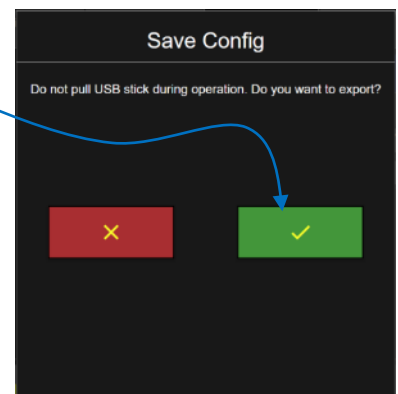 Save Config
Do not pull USB stick during operation. Do you want to export?